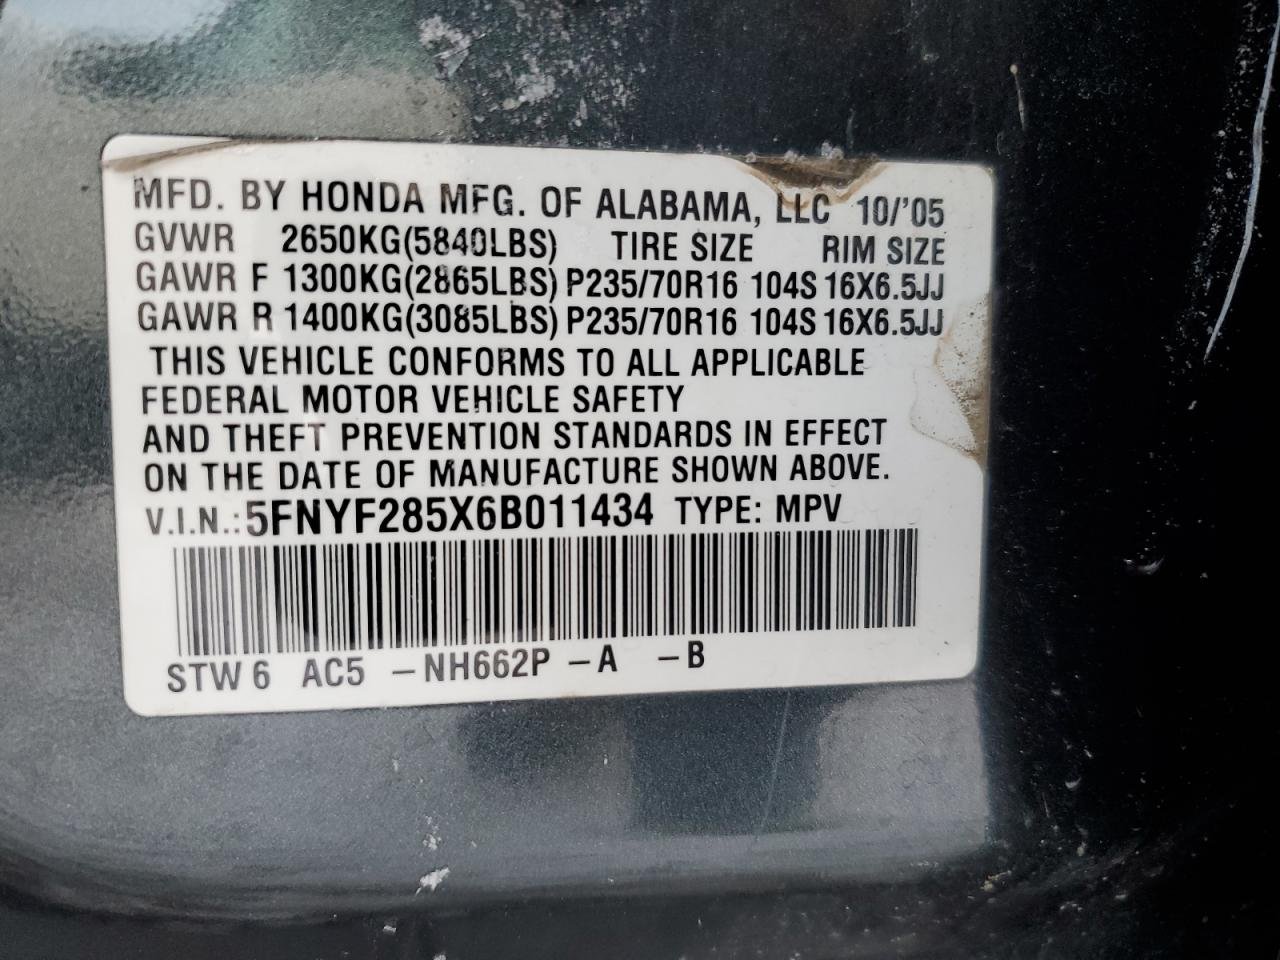 MFD. BY HONDA MFG. OF ALABAMA, LLC 10/'05
GVWR 2650KG(5840LBS) TIRE SIZE RIM SIZE
GAWR F 1300KG(2865LBS) P235/70R16 104S 16X6.5JJ
GAWR R 1400KG(3085LBS) P235/70R16 104S 16X6.5JJ
THIS VEHICLE CONFORMS TO ALL APPLICABLE
FEDERAL MOTOR VEHICLE SAFETY
AND THEFT PREVENTION STANDARDS IN EFFECT
ON THE DATE OF MANUFACTURE SHOWN ABOVE.
V.I.N.: 5FNYF285X6B011434 TYPE: MPV
STW 6 AC5 –NH662P –A –B